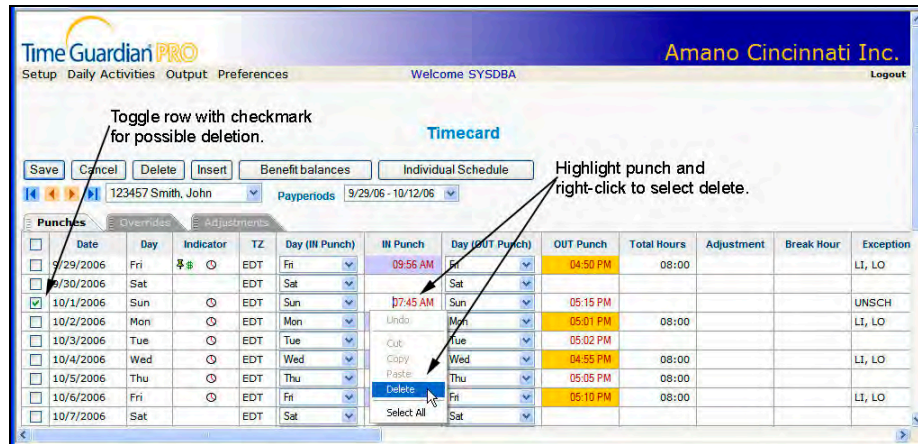 Time Guardian PRO
Amano Cincinnati Inc.
Setup Daily Activities Output Preferences Welcome SYSDBA Logout
Toggle row with checkmark
for possible deletion.
Timecard
Save Cancel Delete Insert Benefit balances Individual Schedule
Highlight punch and
right-click to select delete.
123457 Smith, John Payperiods 9/29/06 - 10/12/06
Punches Overrides Adjustments
Date Day Indicator TZ Day (IN Punch) IN Punch Day (OUT Punch) OUT Punch Total Hours Adjustment Break Hour Exception
9/29/2006 Fri EDT Fri 09:56 AM Fri 04:50 PM 08:00 LI, LO
9/30/2006 Sat EDT Sat Sat
10/1/2006 Sun EDT Sun 07:45 AM Sun 05:15 PM UNSCH
10/2/2006 Mon EDT Mon Mon 05:01 PM 08:00 LI, LO
10/3/2006 Tue EDT Tue Tue 05:02 PM
10/4/2006 Wed EDT Wed Wed 04:55 PM 08:00 LI, LO
10/5/2006 Thu EDT Thu Thu 05:05 PM 08:00
10/6/2006 Fri EDT Fri Fri 05:10 PM 08:00 LI, LO
10/7/2006 Sat EDT Sat Sat
Undo
Cut
Copy
Paste
Delete
Select All